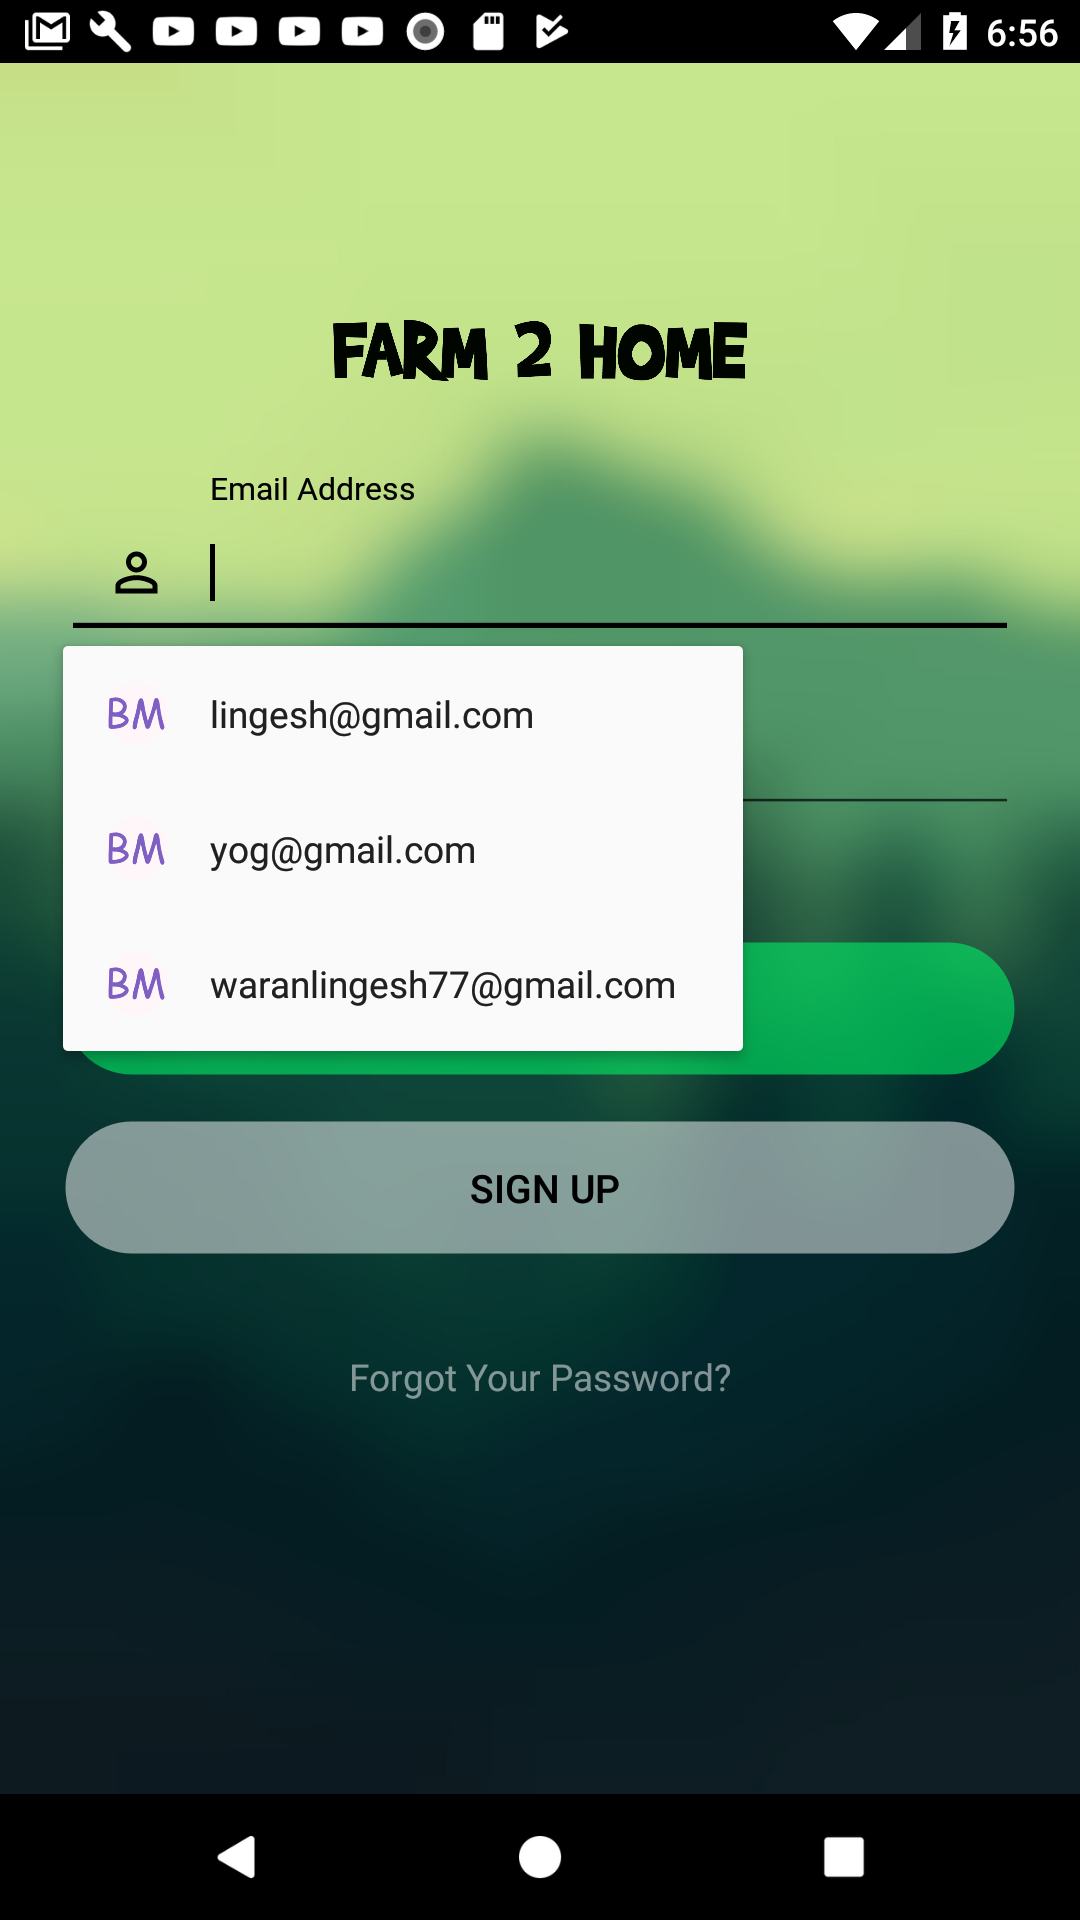 6:56
FARM 2 HOME
Email Address
BM lingesh@gmail.com
BM yog@gmail.com
BM waranlingesh77@gmail.com
SIGN UP
Forgot Your Password?